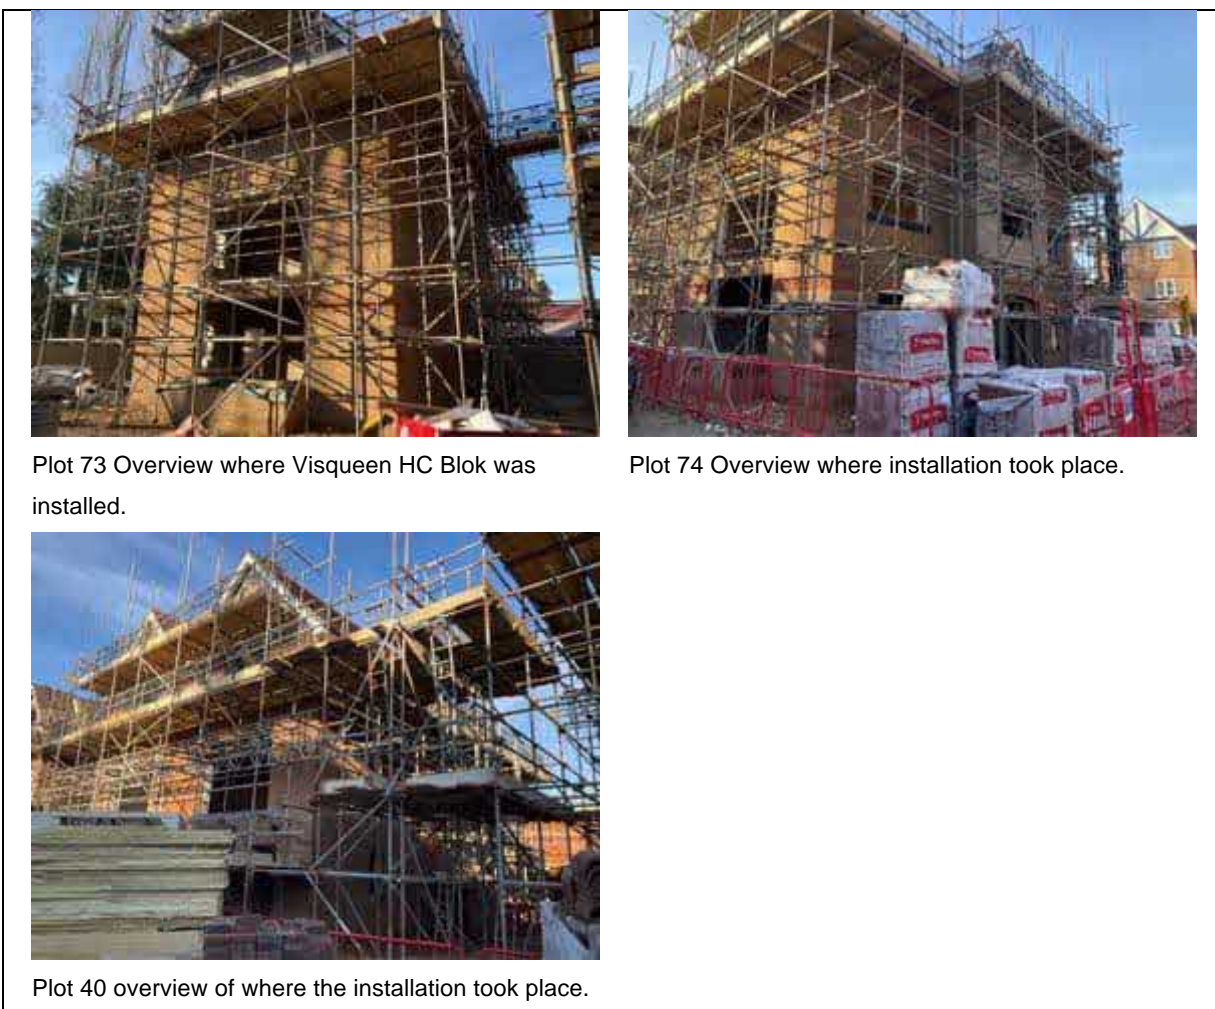 Plot 73 Overview where Visqueen HC Blok was
installed.
Plot 74 Overview where installation took place.
Plot 40 overview of where the installation took place.